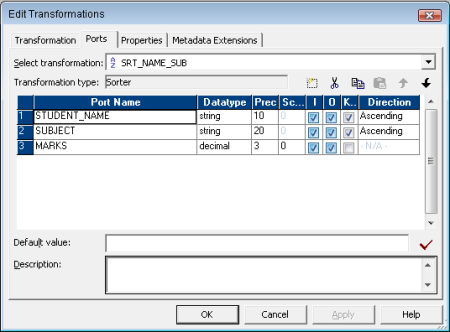 Edit Transformations
Transformation Ports Properties Metadata Extensions
Select transformation: SRT_NAME_SUB
Transformation type: Sorter
Port Name Datatype Prec Sc... I O K... Direction
1 STUDENT_NAME string 10 0 Ascending
2 SUBJECT string 20 0 Ascending
3 MARKS decimal 3 0 - N/A -
Default value:
Description:
OK Cancel Apply Help